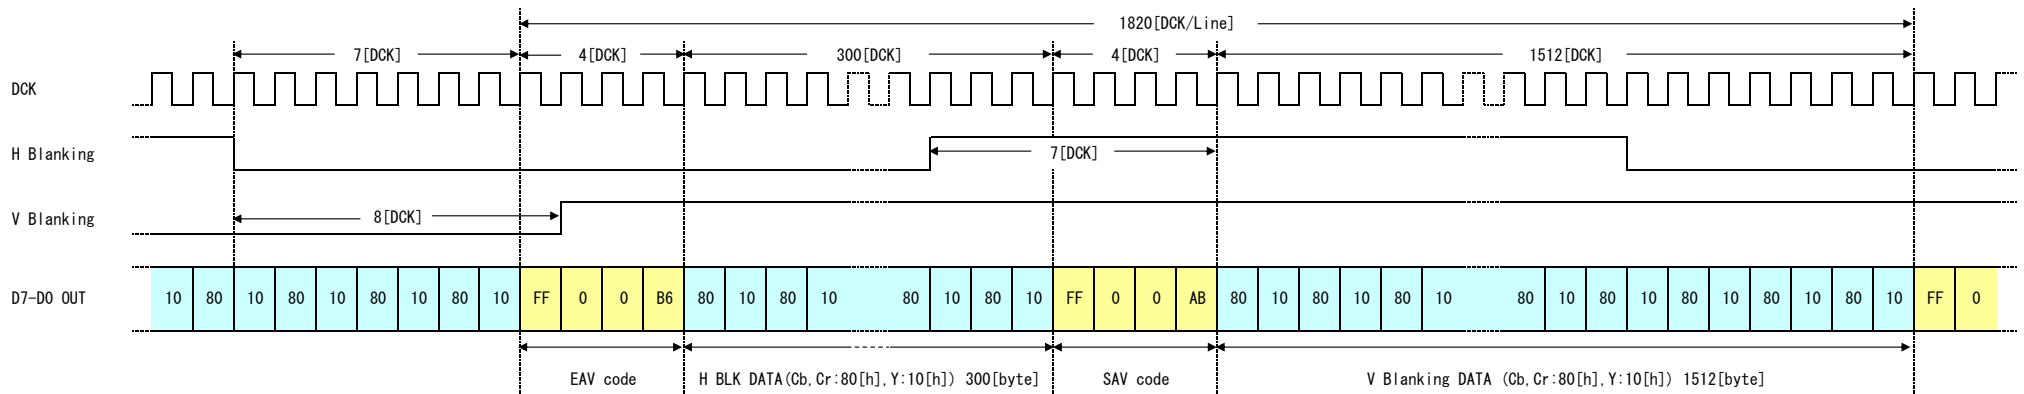 1820[DCK/Line]
7[DCK] 4[DCK] 300[DCK] 4[DCK] 1512[DCK]
DCK
H Blanking 7[DCK]
V Blanking 8[DCK]
D7-D0 OUT 10 80 10 80 10 80 10 80 10 FF 0 0 B6 80 10 80 10 80 10 80 10 FF 0 0 AB 80 10 80 10 80 10 80 10 80 10 80 10 80 10 80 10 FF 0
EAV code H BLK DATA(Cb,Cr:80[h],Y:10[h]) 300[byte] SAV code V Blanking DATA (Cb,Cr:80[h],Y:10[h]) 1512[byte]